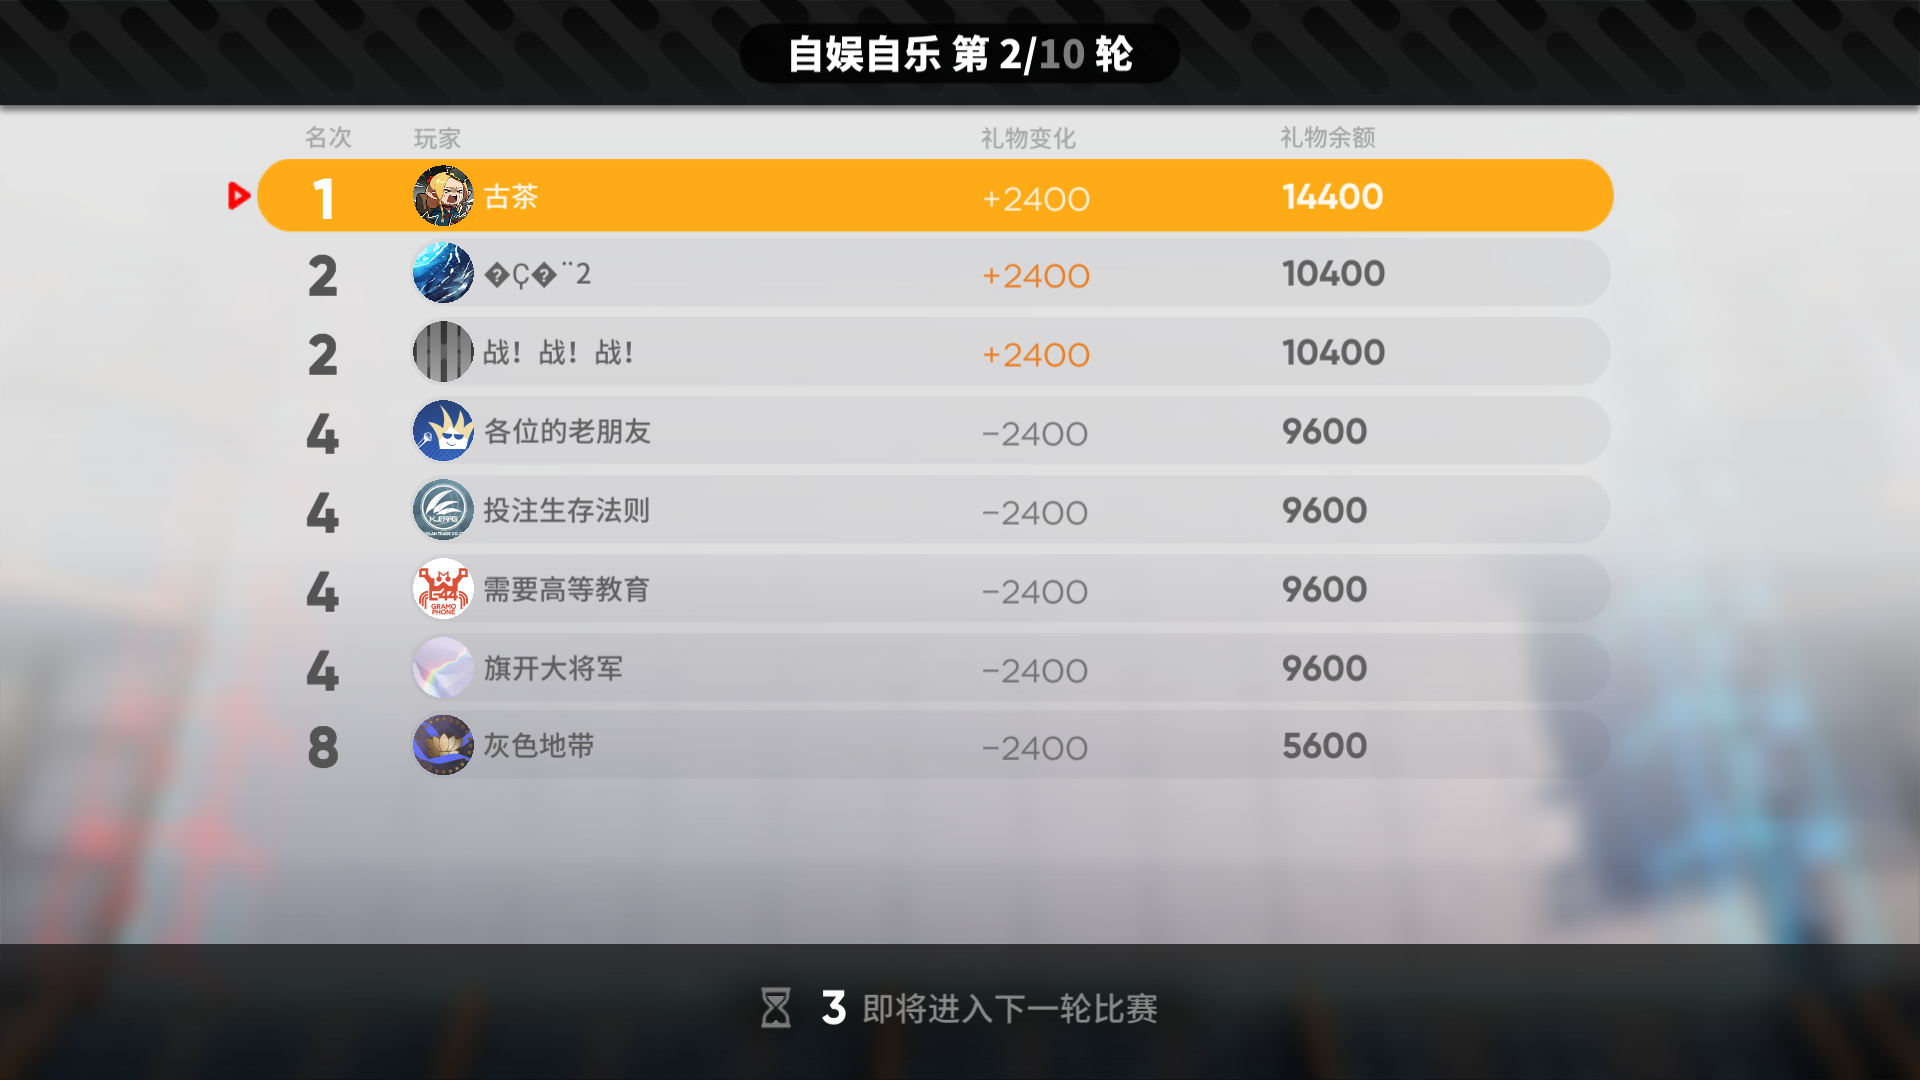 自娱自乐 第 2/10 轮
名次 玩家 礼物变化 礼物余额
1 古茶 +2400 14400
2 �Ç�¨2 +2400 10400
2 战！战！战！ +2400 10400
4 各位的老朋友 -2400 9600
4 投注生存法则 -2400 9600
4 需要高等教育 -2400 9600
4 旗开大将军 -2400 9600
8 灰色地带 -2400 5600
3 即将进入下一轮比赛